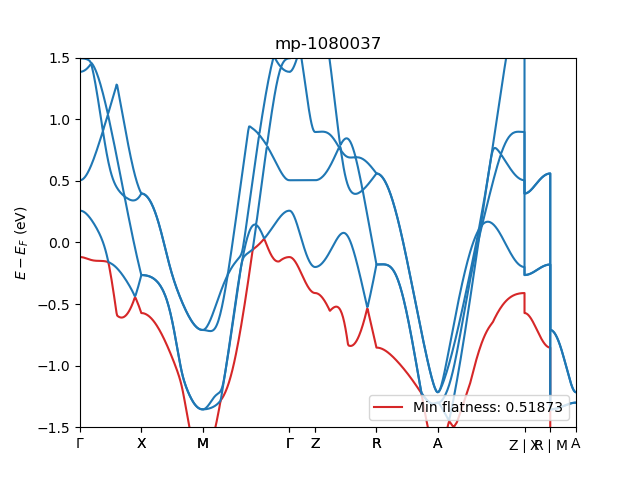 mp-1080037
1.5
1.0
0.5
0.0
−0.5
−1.0
−1.5
E − E_F (eV)
Min flatness: 0.51873
Γ X M Γ Z R A Z | X R | M A